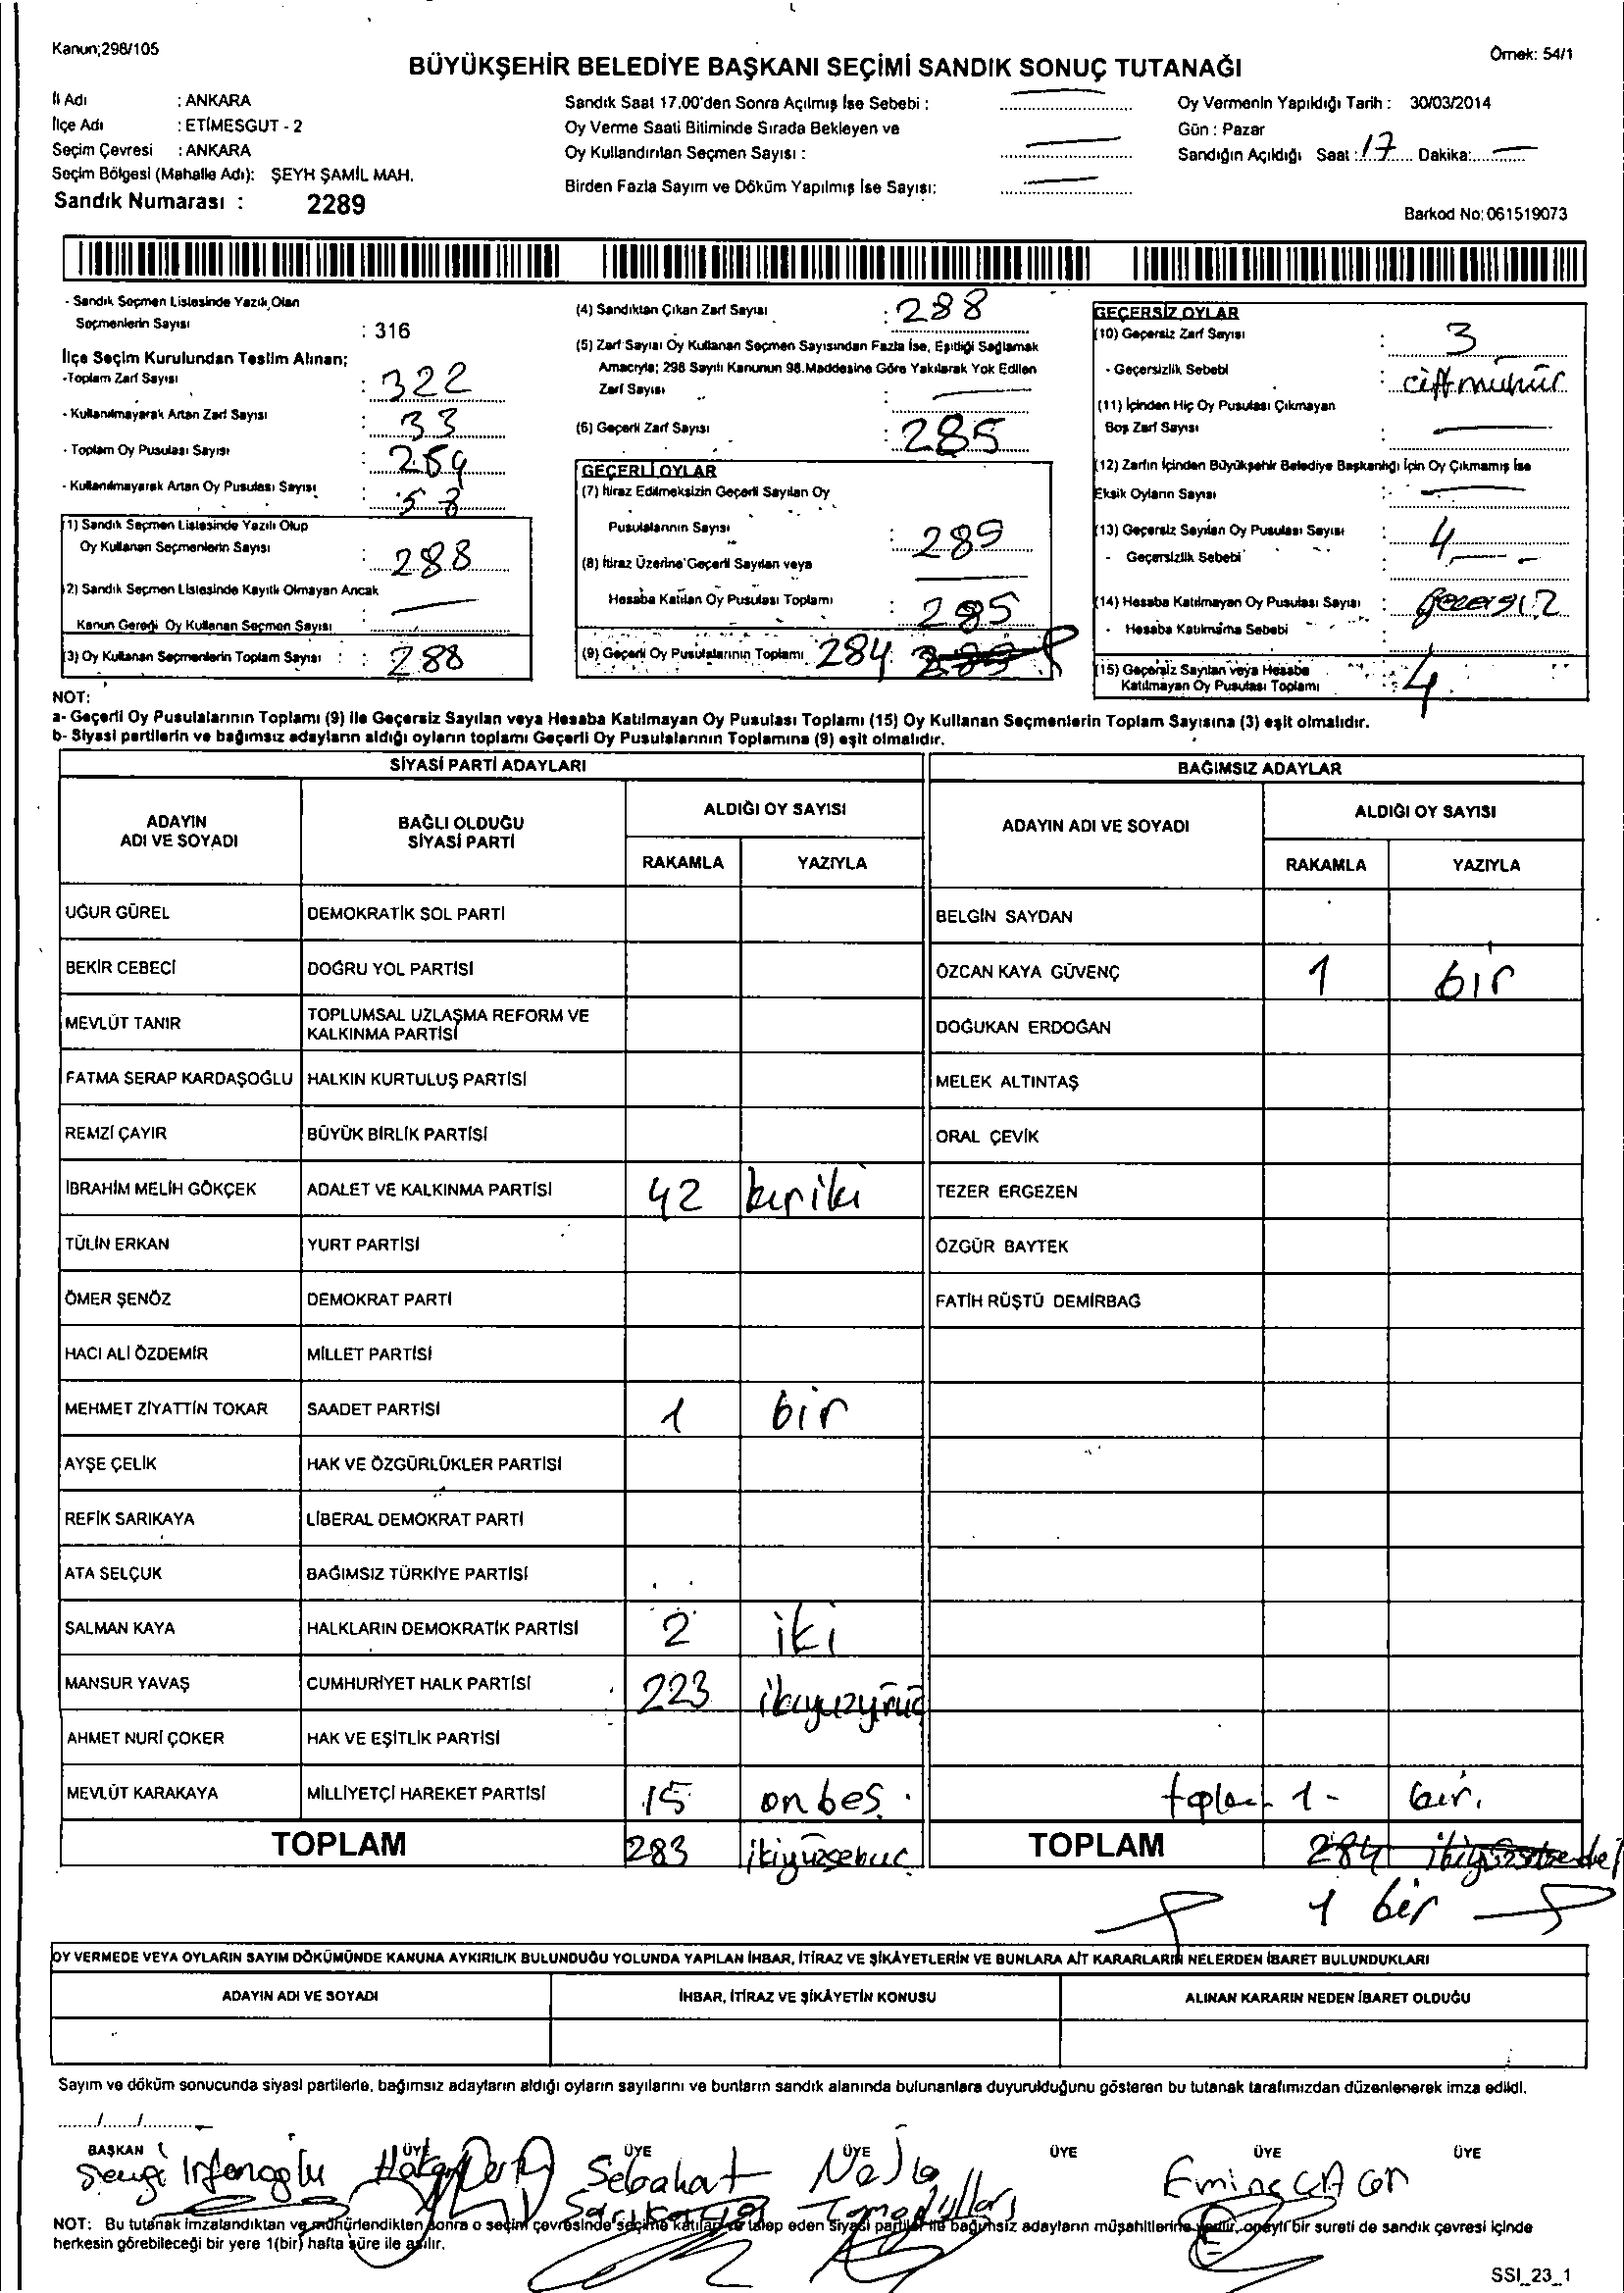 Kanun;298/105
Örnek: 54/1
BÜYÜKŞEHİR BELEDİYE BAŞKANI SEÇİMİ SANDIK SONUÇ TUTANAĞI
İl Adı : ANKARA
İlçe Adı : ETİMESGUT - 2
Seçim Çevresi : ANKARA
Seçim Bölgesi (Mahalle Adı): ŞEYH ŞAMİL MAH.
Sandık Numarası : 2289
Sandık Saat 17.00'den Sonra Açılmış İse Sebebi :
Oy Verme Saati Bitiminde Sırada Bekleyen ve
Oy Kullandırılan Seçmen Sayısı :
Birden Fazla Sayım ve Döküm Yapılmış İse Sayısı:
Oy Vermenin Yapıldığı Tarih : 30/03/2014
Gün : Pazar
Sandığın Açıldığı Saat : 17 Dakika:
Barkod No: 061519073
- Sandık Seçmen Listesinde Yazılı Olan
Seçmenlerin Sayısı : 316
İlçe Seçim Kurulundan Teslim Alınan;
-Toplam Zarf Sayısı : 322
- Kullanılmayarak Artan Zarf Sayısı : 33
- Toplam Oy Pusulası Sayısı :
- Kullanılmayarak Artan Oy Pusulası Sayısı :
(1) Sandık Seçmen Listesinde Yazılı Olup
Oy Kullanan Seçmenlerin Sayısı : 288
(2) Sandık Seçmen Listesinde Kayıtlı Olmayan Ancak
Kanun Gereği Oy Kullanan Seçmen Sayısı :
(3) Oy Kullanan Seçmenlerin Toplam Sayısı : 288
(4) Sandıktan Çıkan Zarf Sayısı : 288
(5) Zarf Sayısı Oy Kullanan Seçmen Sayısından Fazla İse, Eşitliği Sağlamak
Amacıyla; 298 Sayılı Kanunun 98.Maddesine Göre Yakılarak Yok Edilen
Zarf Sayısı :
(6) Geçerli Zarf Sayısı : 285
GEÇERLİ OYLAR
(7) İtiraz Edilmeksizin Geçerli Sayılan Oy
Pusulalarının Sayısı : 285
(8) İtiraz Üzerine Geçerli Sayılan veya
Hesaba Katılan Oy Pusulası Toplamı : 285
(9) Geçerli Oy Pusulalarının Toplamı 284
GEÇERSİZ OYLAR
(10) Geçersiz Zarf Sayısı : 3
- Geçersizlik Sebebi : çift mühür
(11) İçinden Hiç Oy Pusulası Çıkmayan
Boş Zarf Sayısı :
(12) Zarfın İçinden Büyükşehir Belediye Başkanlığı İçin Oy Çıkmamış İse
Eksik Oyların Sayısı :
(13) Geçersiz Sayılan Oy Pusulası Sayısı : 4
- Geçersizlik Sebebi :
(14) Hesaba Katılmayan Oy Pusulası Sayısı : geçersiz
- Hesaba Katılmama Sebebi :
(15) Geçersiz Sayılan veya Hesaba
Katılmayan Oy Pusulası Toplamı : 4
NOT:
a- Geçerli Oy Pusulalarının Toplamı (9) ile Geçersiz Sayılan veya Hesaba Katılmayan Oy Pusulası Toplamı (15) Oy Kullanan Seçmenlerin Toplam Sayısına (3) eşit olmalıdır.
b- Siyasi partilerin ve bağımsız adayların aldığı oyların toplamı Geçerli Oy Pusulalarının Toplamına (9) eşit olmalıdır.
SİYASİ PARTİ ADAYLARI
BAĞIMSIZ ADAYLAR
ADAYIN
ADI VE SOYADI
BAĞLI OLDUĞU
SİYASİ PARTİ
ALDIĞI OY SAYISI
RAKAMLA YAZIYLA
ADAYIN ADI VE SOYADI
ALDIĞI OY SAYISI
RAKAMLA YAZIYLA
UĞUR GÜREL DEMOKRATİK SOL PARTİ BELGİN SAYDAN
BEKİR CEBECİ DOĞRU YOL PARTİSİ ÖZCAN KAYA GÜVENÇ 1 bir
MEVLÜT TANIR TOPLUMSAL UZLAŞMA REFORM VE
KALKINMA PARTİSİ DOĞUKAN ERDOĞAN
FATMA SERAP KARDAŞOĞLU HALKIN KURTULUŞ PARTİSİ MELEK ALTINTAŞ
REMZİ ÇAYIR BÜYÜK BİRLİK PARTİSİ ORAL ÇEVİK
İBRAHİM MELİH GÖKÇEK ADALET VE KALKINMA PARTİSİ 42 kırkiki TEZER ERGEZEN
TÜLİN ERKAN YURT PARTİSİ ÖZGÜR BAYTEK
ÖMER ŞENÖZ DEMOKRAT PARTİ FATİH RÜŞTÜ DEMİRBAĞ
HACI ALİ ÖZDEMİR MİLLET PARTİSİ
MEHMET ZİYATTİN TOKAR SAADET PARTİSİ 1 bir
AYŞE ÇELİK HAK VE ÖZGÜRLÜKLER PARTİSİ
REFİK SARIKAYA LİBERAL DEMOKRAT PARTİ
ATA SELÇUK BAĞIMSIZ TÜRKİYE PARTİSİ
SALMAN KAYA HALKLARIN DEMOKRATİK PARTİSİ 2 iki
MANSUR YAVAŞ CUMHURİYET HALK PARTİSİ 223
AHMET NURİ ÇOKER HAK VE EŞİTLİK PARTİSİ
MEVLÜT KARAKAYA MİLLİYETÇİ HAREKET PARTİSİ 15 onbeş. toplam 1 - bir.
TOPLAM 283 ikiyüzseksenüç TOPLAM 284
1 bir
OY VERMEDE VEYA OYLARIN SAYIM DÖKÜMÜNDE KANUNA AYKIRILIK BULUNDUĞU YOLUNDA YAPILAN İHBAR, İTİRAZ VE ŞİKÂYETLERİN VE BUNLARA AİT KARARLARIN NELERDEN İBARET BULUNDUKLARI
ADAYIN ADI VE SOYADI İHBAR, İTİRAZ VE ŞİKÂYETİN KONUSU ALINAN KARARIN NEDEN İBARET OLDUĞU
Sayım ve döküm sonucunda siyasi partilerle, bağımsız adayların aldığı oyların sayılarını ve bunların sandık alanında bulunanlara duyurulduğunu gösteren bu tutanak tarafımızdan düzenlenerek imza edildi.
....../....../..........
BAŞKAN ÜYE ÜYE ÜYE ÜYE ÜYE ÜYE
Sevgi İrfanoğlu Sebahat Emine
NOT: Bu tutanak imzalandıktan ve mühürlendikten sonra o seçim çevresinde seçime katılan ve talep eden siyasi partiler ile bağımsız adayların müşahitlerine verilir, onaylı bir sureti de sandık çevresi içinde
herkesin görebileceği bir yere 1(bir) hafta süre ile asılır.
SSI_23_1